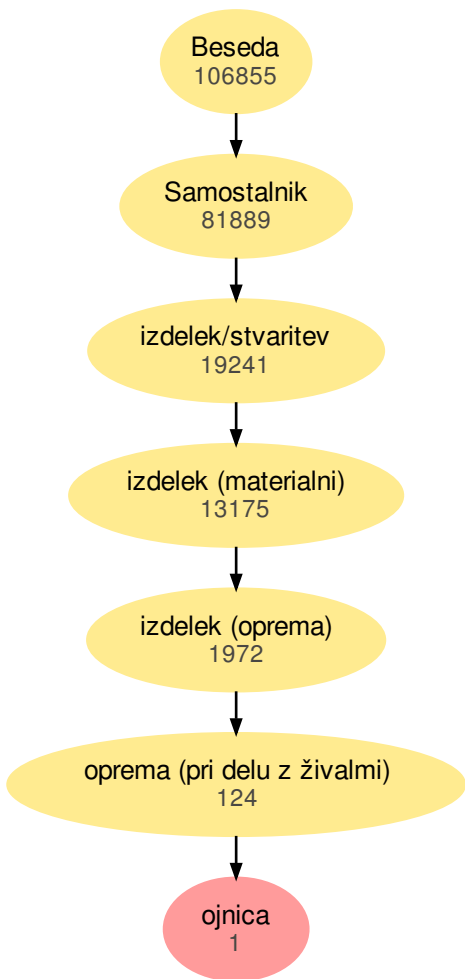 Beseda
106855
Samostalnik
81889
izdelek/stvaritev
19241
izdelek (materialni)
13175
izdelek (oprema)
1972
oprema (pri delu z živalmi)
124
ojnica
1